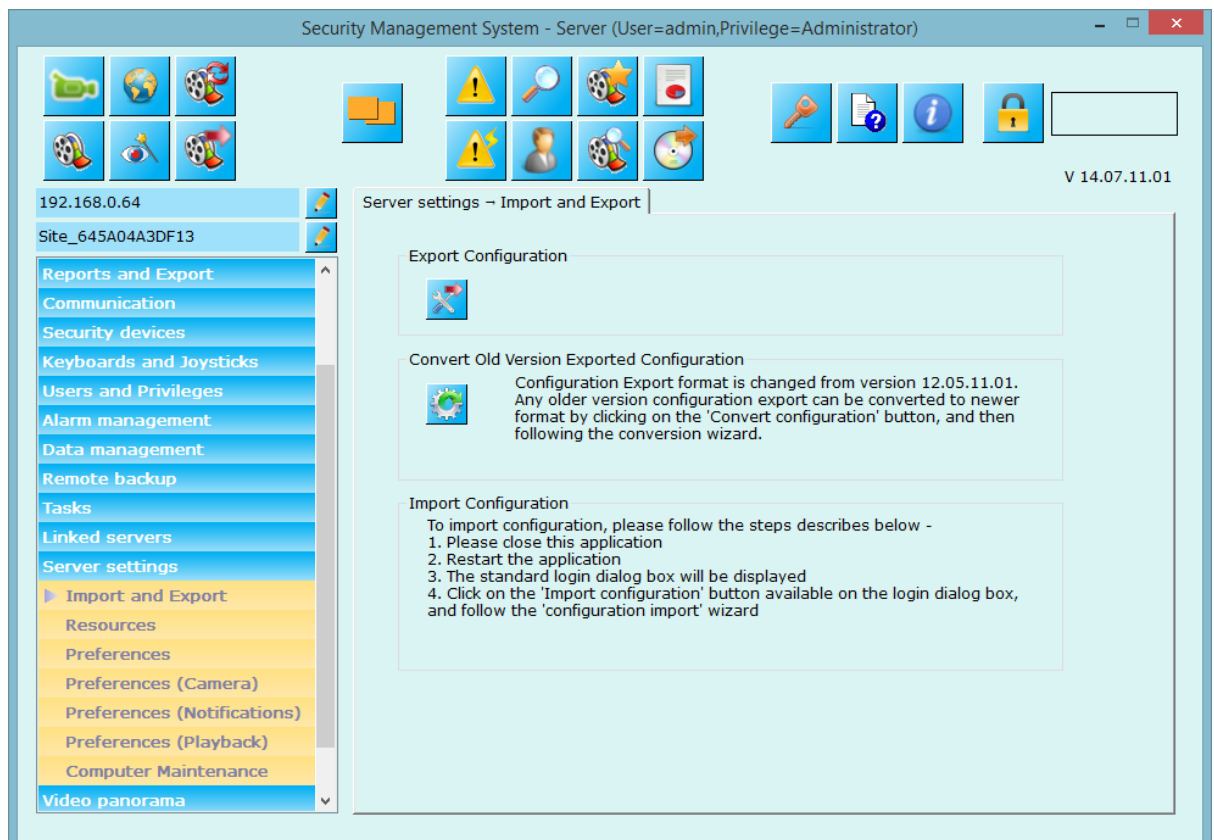 Security Management System - Server (User=admin,Privilege=Administrator)
V 14.07.11.01
192.168.0.64
Site_645A04A3DF13
Reports and Export
Communication
Security devices
Keyboards and Joysticks
Users and Privileges
Alarm management
Data management
Remote backup
Tasks
Linked servers
Server settings
Import and Export
Resources
Preferences
Preferences (Camera)
Preferences (Notifications)
Preferences (Playback)
Computer Maintenance
Video panorama
Server settings → Import and Export
Export Configuration
Convert Old Version Exported Configuration
Configuration Export format is changed from version 12.05.11.01.
Any older version configuration export can be converted to newer
format by clicking on the 'Convert configuration' button, and then
following the conversion wizard.
Import Configuration
To import configuration, please follow the steps describes below -
1. Please close this application
2. Restart the application
3. The standard login dialog box will be displayed
4. Click on the 'Import configuration' button available on the login dialog box,
and follow the 'configuration import' wizard